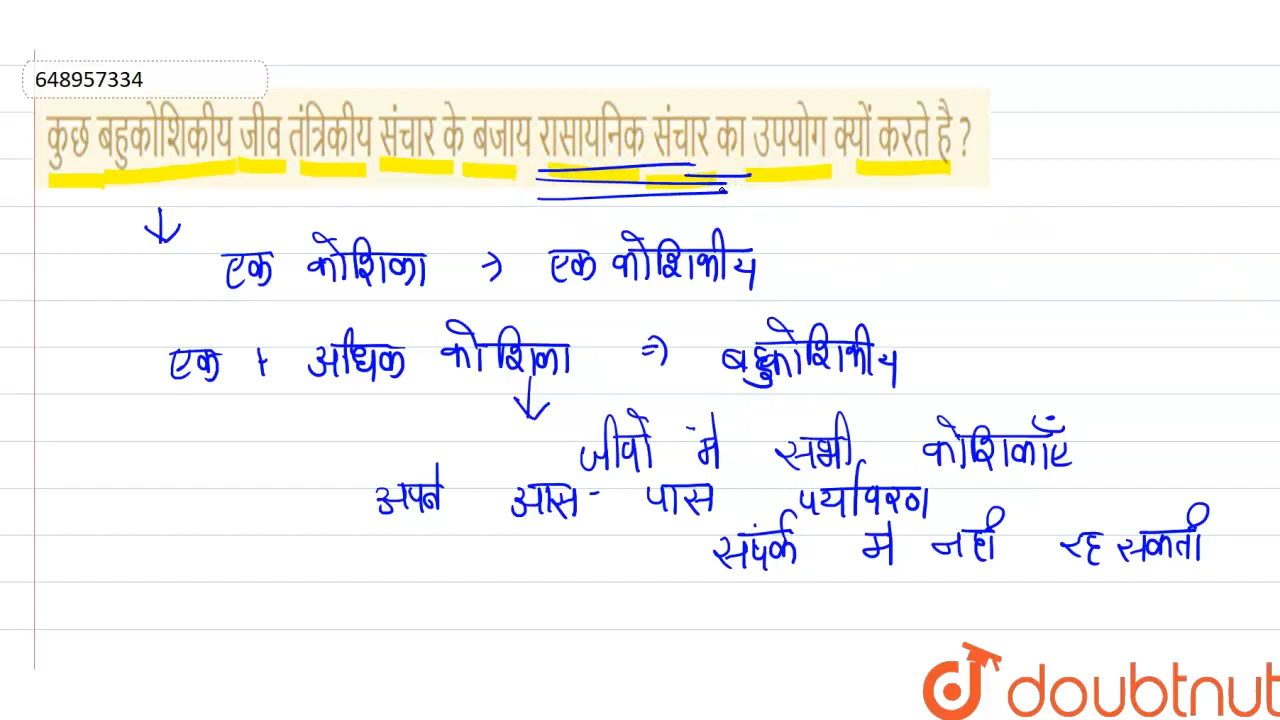 648957334
कुछ बहुकोशिकीय जीव तंत्रिकीय संचार के बजाय रासायनिक संचार का उपयोग क्यों करते है ?
↓
एक कोशिका → एक कोशिकीय
एक + अधिक कोशिका ⇒ बहुकोशिकीय
↓
जीवो में सभी कोशिकाएँ
अपने आस- पास पर्यावरण
संपर्क मे नही रह सकती
doubtnut